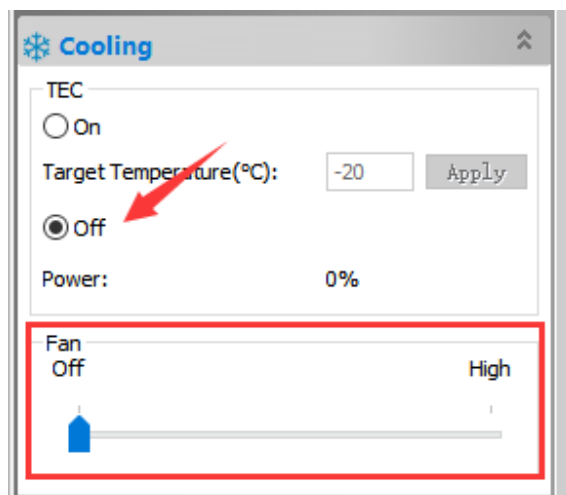 Cooling
TEC
On
Target Temperature(°C): -20 Apply
Off
Power: 0%
Fan
Off High